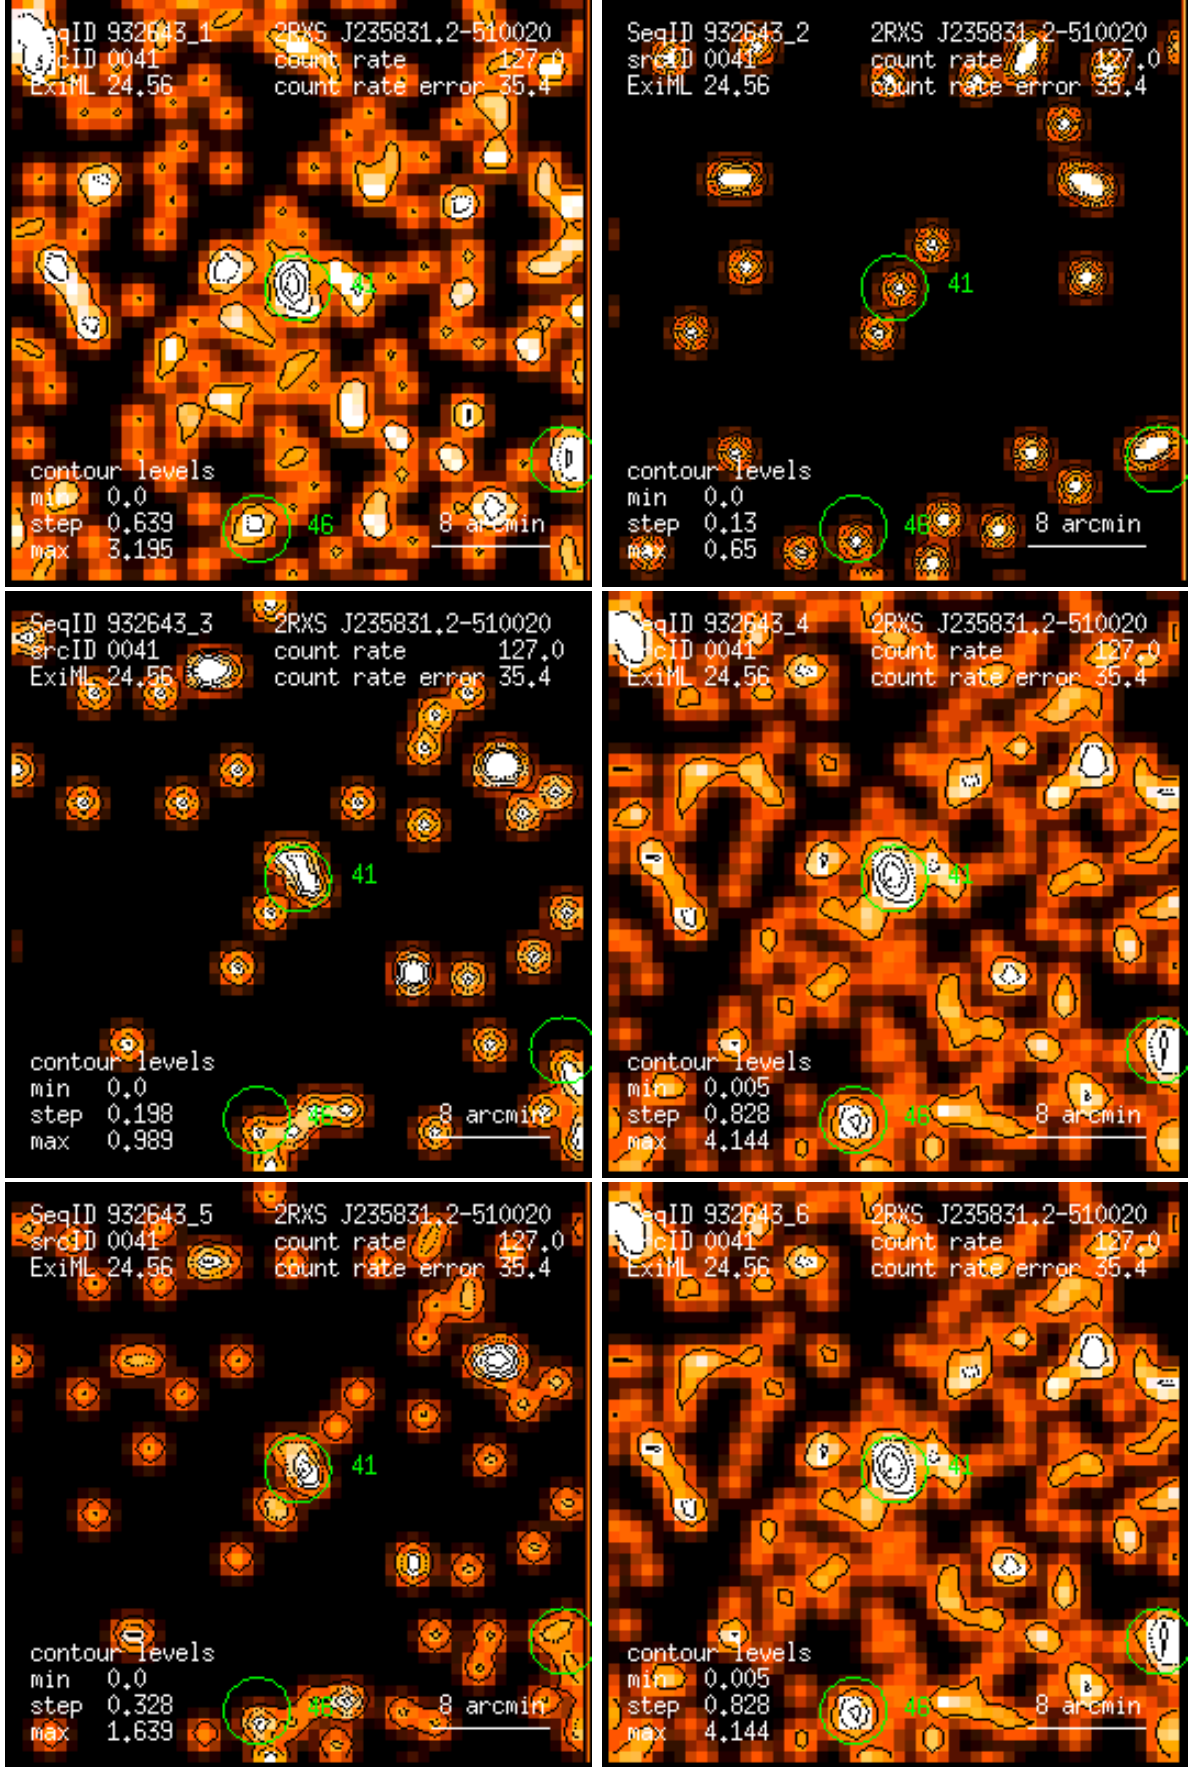 SeqID 932643_1 2RXS J235831.2-510020
srcID 0041 count rate 127.0
ExiML 24.56 count rate error 35.4
41
contour levels
min 0.0
step 0.639 46 8 arcmin
max 3.195
SeqID 932643_2 2RXS J235831.2-510020
srcID 0041 count rate 127.0
ExiML 24.56 count rate error 35.4
41
contour levels
min 0.0
step 0.13 46 8 arcmin
max 0.65
SeqID 932643_3 2RXS J235831.2-510020
srcID 0041 count rate 127.0
ExiML 24.56 count rate error 35.4
41
contour levels
min 0.0
step 0.198 46 8 arcmin
max 0.989
SeqID 932643_4 2RXS J235831.2-510020
srcID 0041 count rate 127.0
ExiML 24.56 count rate error 35.4
41
contour levels
min 0.005
step 0.828 46 8 arcmin
max 4.144
SeqID 932643_5 2RXS J235831.2-510020
srcID 0041 count rate 127.0
ExiML 24.56 count rate error 35.4
41
contour levels
min 0.0
step 0.328 46 8 arcmin
max 1.639
SeqID 932643_6 2RXS J235831.2-510020
srcID 0041 count rate 127.0
ExiML 24.56 count rate error 35.4
41
contour levels
min 0.005
step 0.828 46 8 arcmin
max 4.144